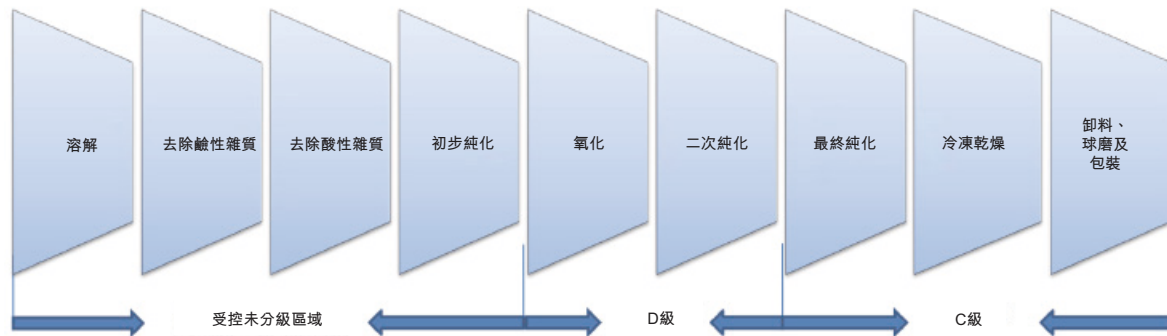 溶解
去除鹼性雜質
去除酸性雜質
初步純化
氧化
二次純化
最終純化
冷凍乾燥
卸料、
球磨及
包裝
受控未分級區域
D級
C級